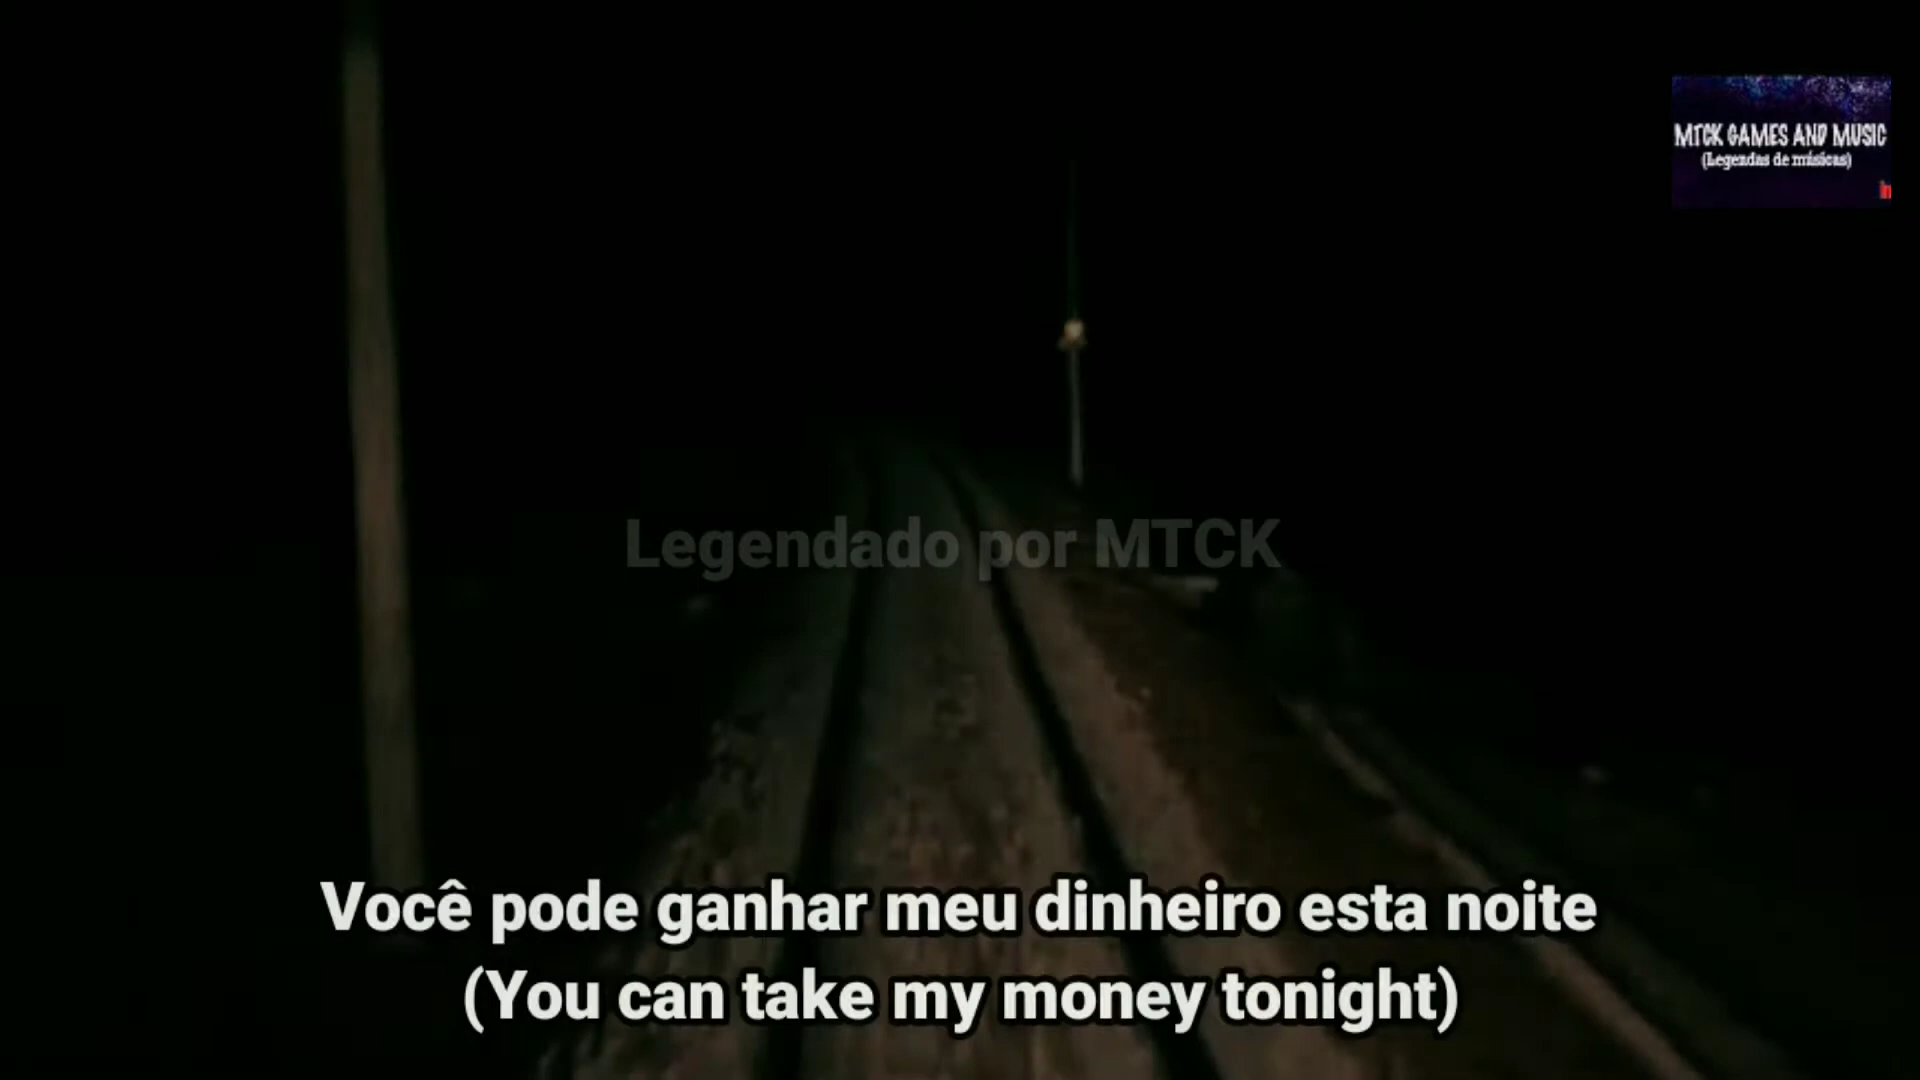 MTCK GAMES AND MUSIC
(Legendas de músicas)
Legendado por MTCK
Você pode ganhar meu dinheiro esta noite
(You can take my money tonight)